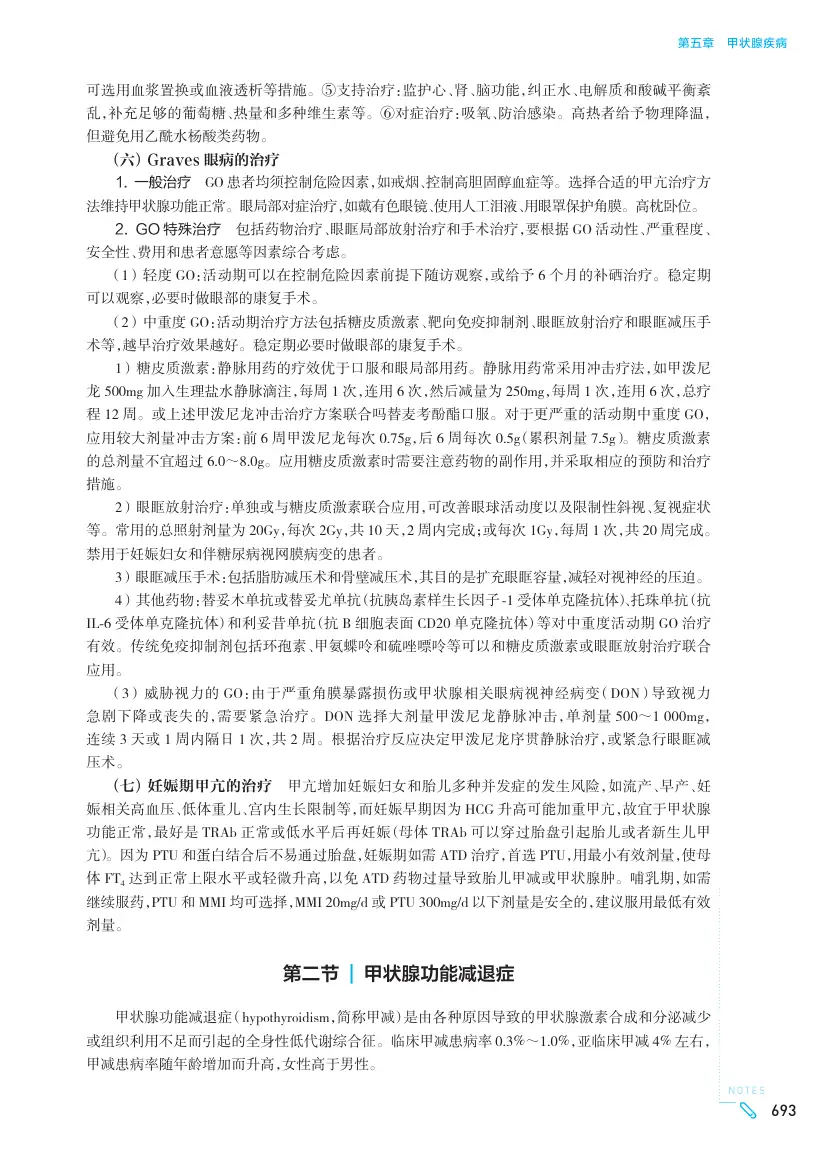 第五章 甲状腺疾病
可选用血浆置换或血液透析等措施。⑤支持治疗：监护心、肾、脑功能，纠正水、电解质和酸碱平衡紊
乱，补充足够的葡萄糖、热量和多种维生素等。⑥对症治疗：吸氧、防治感染。高热者给予物理降温，
但避免用乙酰水杨酸类药物。
（六）Graves 眼病的治疗
1. 一般治疗 GO 患者均须控制危险因素，如戒烟、控制高胆固醇血症等。选择合适的甲亢治疗方
法维持甲状腺功能正常。眼局部对症治疗，如戴有色眼镜、使用人工泪液、用眼罩保护角膜。高枕卧位。
2. GO 特殊治疗 包括药物治疗、眼眶局部放射治疗和手术治疗，要根据 GO 活动性、严重程度、
安全性、费用和患者意愿等因素综合考虑。
（1）轻度 GO：活动期可以在控制危险因素前提下随访观察，或给予 6 个月的补硒治疗。稳定期
可以观察，必要时做眼部的康复手术。
（2）中重度 GO：活动期治疗方法包括糖皮质激素、靶向免疫抑制剂、眼眶放射治疗和眼眶减压手
术等，越早治疗效果越好。稳定期必要时做眼部的康复手术。
1）糖皮质激素：静脉用药的疗效优于口服和眼局部用药。静脉用药常采用冲击疗法，如甲泼尼
龙 500mg 加入生理盐水静脉滴注，每周 1 次，连用 6 次，然后减量为 250mg，每周 1 次，连用 6 次，总疗
程 12 周。或上述甲泼尼龙冲击治疗方案联合吗替麦考酚酯口服。对于更严重的活动期中重度 GO，
应用较大剂量冲击方案：前 6 周甲泼尼龙每次 0.75g，后 6 周每次 0.5g（累积剂量 7.5g）。糖皮质激素
的总剂量不宜超过 6.0～8.0g。应用糖皮质激素时需要注意药物的副作用，并采取相应的预防和治疗
措施。
2）眼眶放射治疗：单独或与糖皮质激素联合应用，可改善眼球活动度以及限制性斜视、复视症状
等。常用的总照射剂量为 20Gy，每次 2Gy，共 10 天，2 周内完成；或每次 1Gy，每周 1 次，共 20 周完成。
禁用于妊娠妇女和伴糖尿病视网膜病变的患者。
3）眼眶减压手术：包括脂肪减压术和骨壁减压术，其目的是扩充眼眶容量，减轻对视神经的压迫。
4）其他药物：替妥木单抗或替妥尤单抗（抗胰岛素样生长因子-1 受体单克隆抗体）、托珠单抗（抗
IL-6 受体单克隆抗体）和利妥昔单抗（抗 B 细胞表面 CD20 单克隆抗体）等对中重度活动期 GO 治疗
有效。传统免疫抑制剂包括环孢素、甲氨蝶呤和硫唑嘌呤等可以和糖皮质激素或眼眶放射治疗联合
应用。
（3）威胁视力的 GO：由于严重角膜暴露损伤或甲状腺相关眼病视神经病变（DON）导致视力
急剧下降或丧失的，需要紧急治疗。DON 选择大剂量甲泼尼龙静脉冲击，单剂量 500～1 000mg，
连续 3 天或 1 周内隔日 1 次，共 2 周。根据治疗反应决定甲泼尼龙序贯静脉治疗，或紧急行眼眶减
压术。
（七）妊娠期甲亢的治疗 甲亢增加妊娠妇女和胎儿多种并发症的发生风险，如流产、早产、妊
娠相关高血压、低体重儿、宫内生长限制等，而妊娠早期因为 HCG 升高可能加重甲亢，故宜于甲状腺
功能正常，最好是 TRAb 正常或低水平后再妊娠（母体 TRAb 可以穿过胎盘引起胎儿或者新生儿甲
亢）。因为 PTU 和蛋白结合后不易通过胎盘，妊娠期如需 ATD 治疗，首选 PTU，用最小有效剂量，使母
体 FT₄ 达到正常上限水平或轻微升高，以免 ATD 药物过量导致胎儿甲减或甲状腺肿。哺乳期，如需
继续服药，PTU 和 MMI 均可选择，MMI 20mg/d 或 PTU 300mg/d 以下剂量是安全的，建议服用最低有效
剂量。
第二节 | 甲状腺功能减退症
甲状腺功能减退症（hypothyroidism，简称甲减）是由各种原因导致的甲状腺激素合成和分泌减少
或组织利用不足而引起的全身性低代谢综合征。临床甲减患病率 0.3%～1.0%，亚临床甲减 4% 左右，
甲减患病率随年龄增加而升高，女性高于男性。
NOTES
693